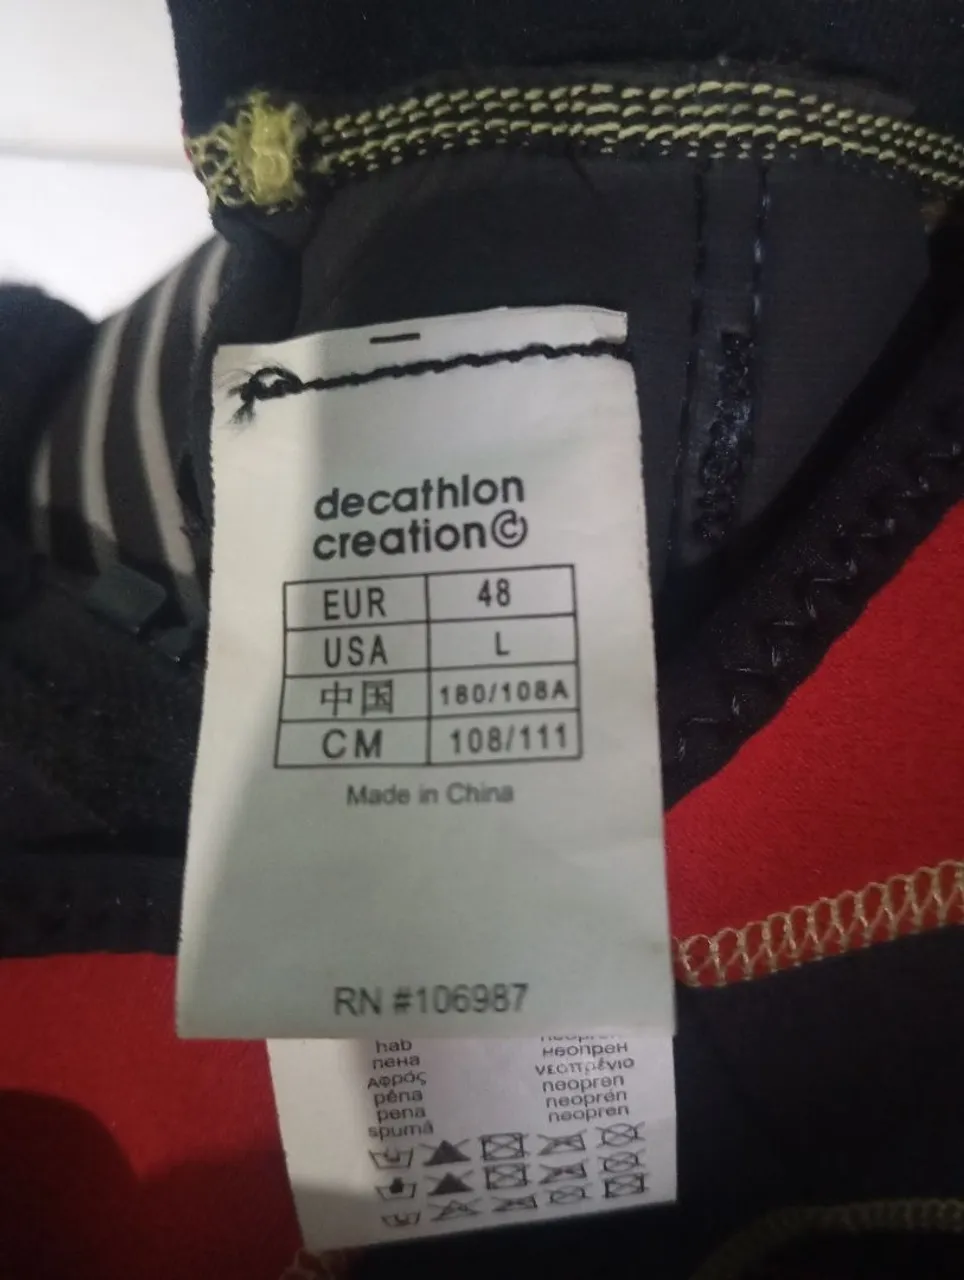 decathlon
creation©
EUR 48
USA L
中国 180/108A
CM 108/111
Made in China
RN #106987
neopren
hab неопрен
пена νεοπρένιο
Αφρός neopren
pěna neoprén
pena neopren
spumă